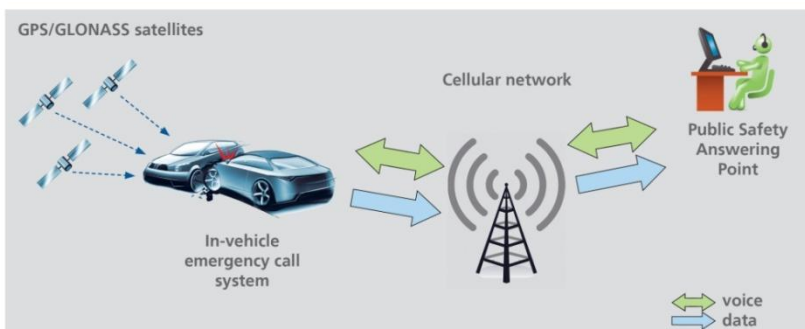 GPS/GLONASS satellites
Cellular network
Public Safety
Answering
Point
In-vehicle
emergency call
system
voice
data